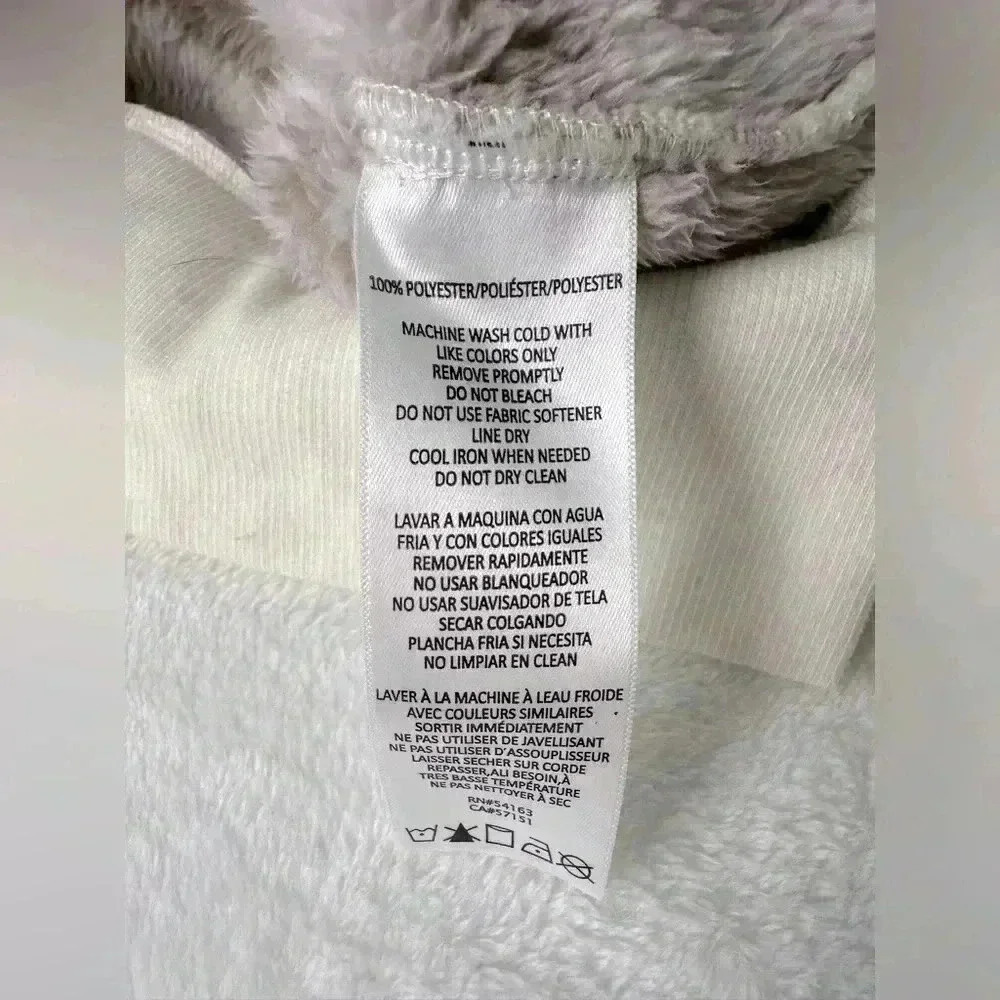 100% POLYESTER/POLIÉSTER/POLYESTER
MACHINE WASH COLD WITH
LIKE COLORS ONLY
REMOVE PROMPTLY
DO NOT BLEACH
DO NOT USE FABRIC SOFTENER
LINE DRY
COOL IRON WHEN NEEDED
DO NOT DRY CLEAN
LAVAR A MAQUINA CON AGUA
FRIA Y CON COLORES IGUALES
REMOVER RAPIDAMENTE
NO USAR BLANQUEADOR
NO USAR SUAVISADOR DE TELA
SECAR COLGANDO
PLANCHA FRIA SI NECESITA
NO LIMPIAR EN CLEAN
LAVER À LA MACHINE À LEAU FROIDE
AVEC COULEURS SIMILAIRES
SORTIR IMMÉDIATEMENT
NE PAS UTILISER DE JAVELLISANT
NE PAS UTILISER D'ASSOUPLISSEUR
LAISSER SECHER SUR CORDE
REPASSER,ALI BESOIN,À
TRES BASSE TEMPÉRATURE
NE PAS NETTOYER À SEC
RN#54163
CA#57151